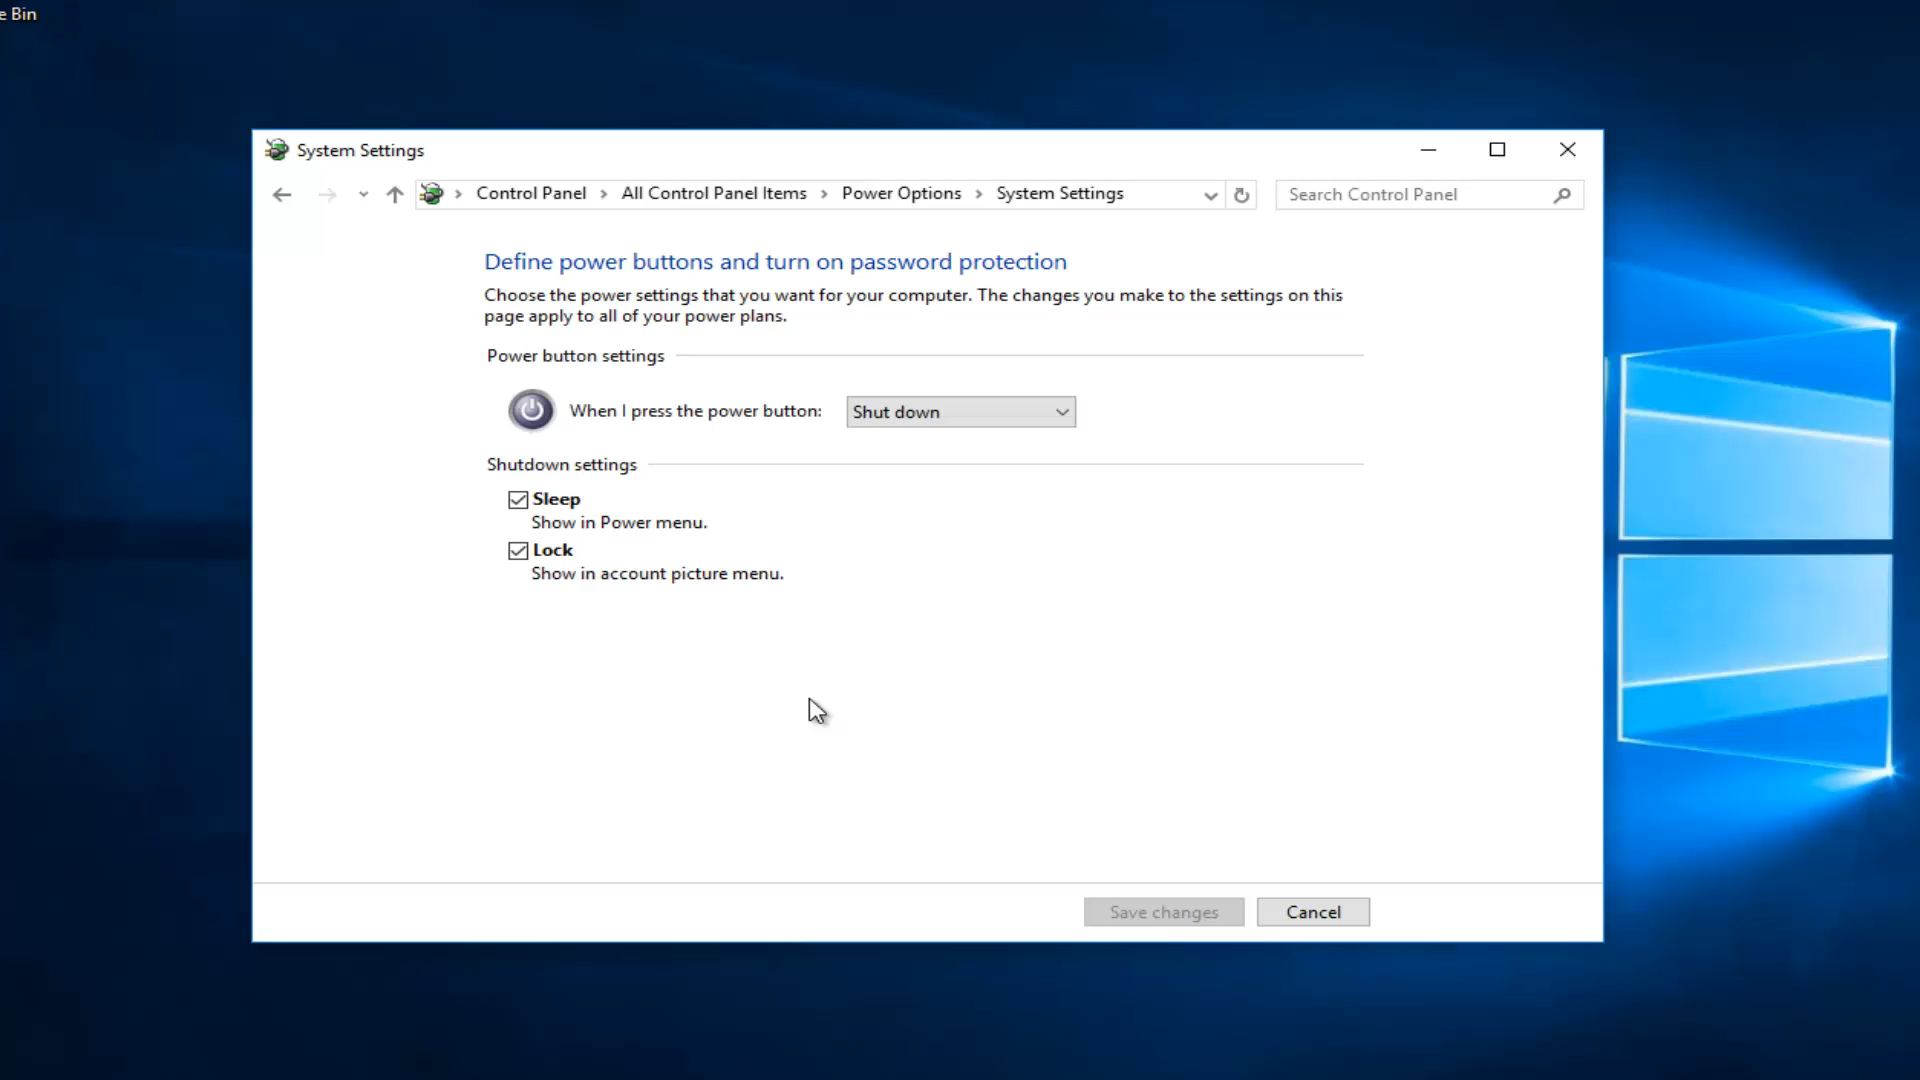 e Bin
System Settings
Control Panel > All Control Panel Items > Power Options > System Settings
Search Control Panel
Define power buttons and turn on password protection
Choose the power settings that you want for your computer. The changes you make to the settings on this
page apply to all of your power plans.
Power button settings
When I press the power button: Shut down
Shutdown settings
Sleep
Show in Power menu.
Lock
Show in account picture menu.
Save changes
Cancel